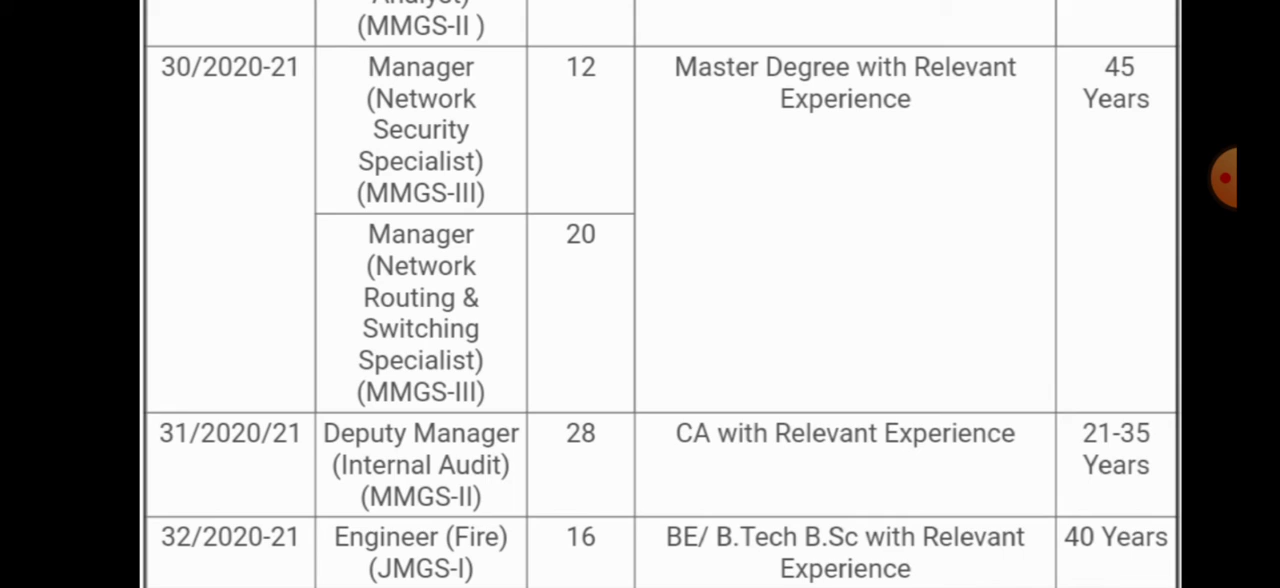 Analyst)
(MMGS-II )
30/2020-21
Manager
(Network
Security
Specialist)
(MMGS-III)
12
Master Degree with Relevant
Experience
45
Years
Manager
(Network
Routing &
Switching
Specialist)
(MMGS-III)
20
31/2020/21
Deputy Manager
(Internal Audit)
(MMGS-II)
28
CA with Relevant Experience
21-35
Years
32/2020-21
Engineer (Fire)
(JMGS-I)
16
BE/ B.Tech B.Sc with Relevant
Experience
40 Years